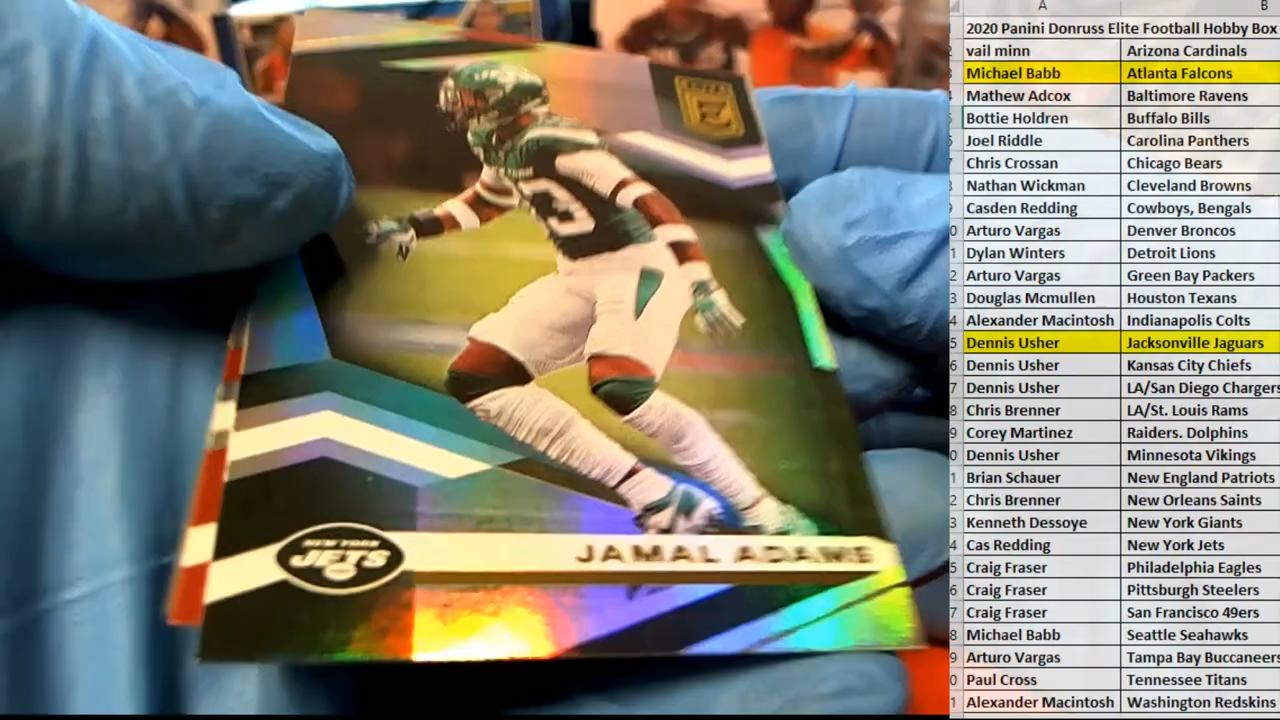 NEW YORK
33
NEW YORK
JETS
JAMAL ADAMS
A B
2020 Panini Donruss Elite Football Hobby Box
vail minn Arizona Cardinals
Michael Babb Atlanta Falcons
Mathew Adcox Baltimore Ravens
Bottie Holdren Buffalo Bills
Joel Riddle Carolina Panthers
Chris Crossan Chicago Bears
Nathan Wickman Cleveland Browns
Casden Redding Cowboys, Bengals
Arturo Vargas Denver Broncos
Dylan Winters Detroit Lions
Arturo Vargas Green Bay Packers
Douglas Mcmullen Houston Texans
Alexander Macintosh Indianapolis Colts
Dennis Usher Jacksonville Jaguars
Dennis Usher Kansas City Chiefs
Dennis Usher LA/San Diego Chargers
Chris Brenner LA/St. Louis Rams
Corey Martinez Raiders. Dolphins
Dennis Usher Minnesota Vikings
Brian Schauer New England Patriots
Chris Brenner New Orleans Saints
Kenneth Dessoye New York Giants
Cas Redding New York Jets
Craig Fraser Philadelphia Eagles
Craig Fraser Pittsburgh Steelers
Craig Fraser San Francisco 49ers
Michael Babb Seattle Seahawks
Arturo Vargas Tampa Bay Buccaneers
Paul Cross Tennessee Titans
Alexander Macintosh Washington Redskins